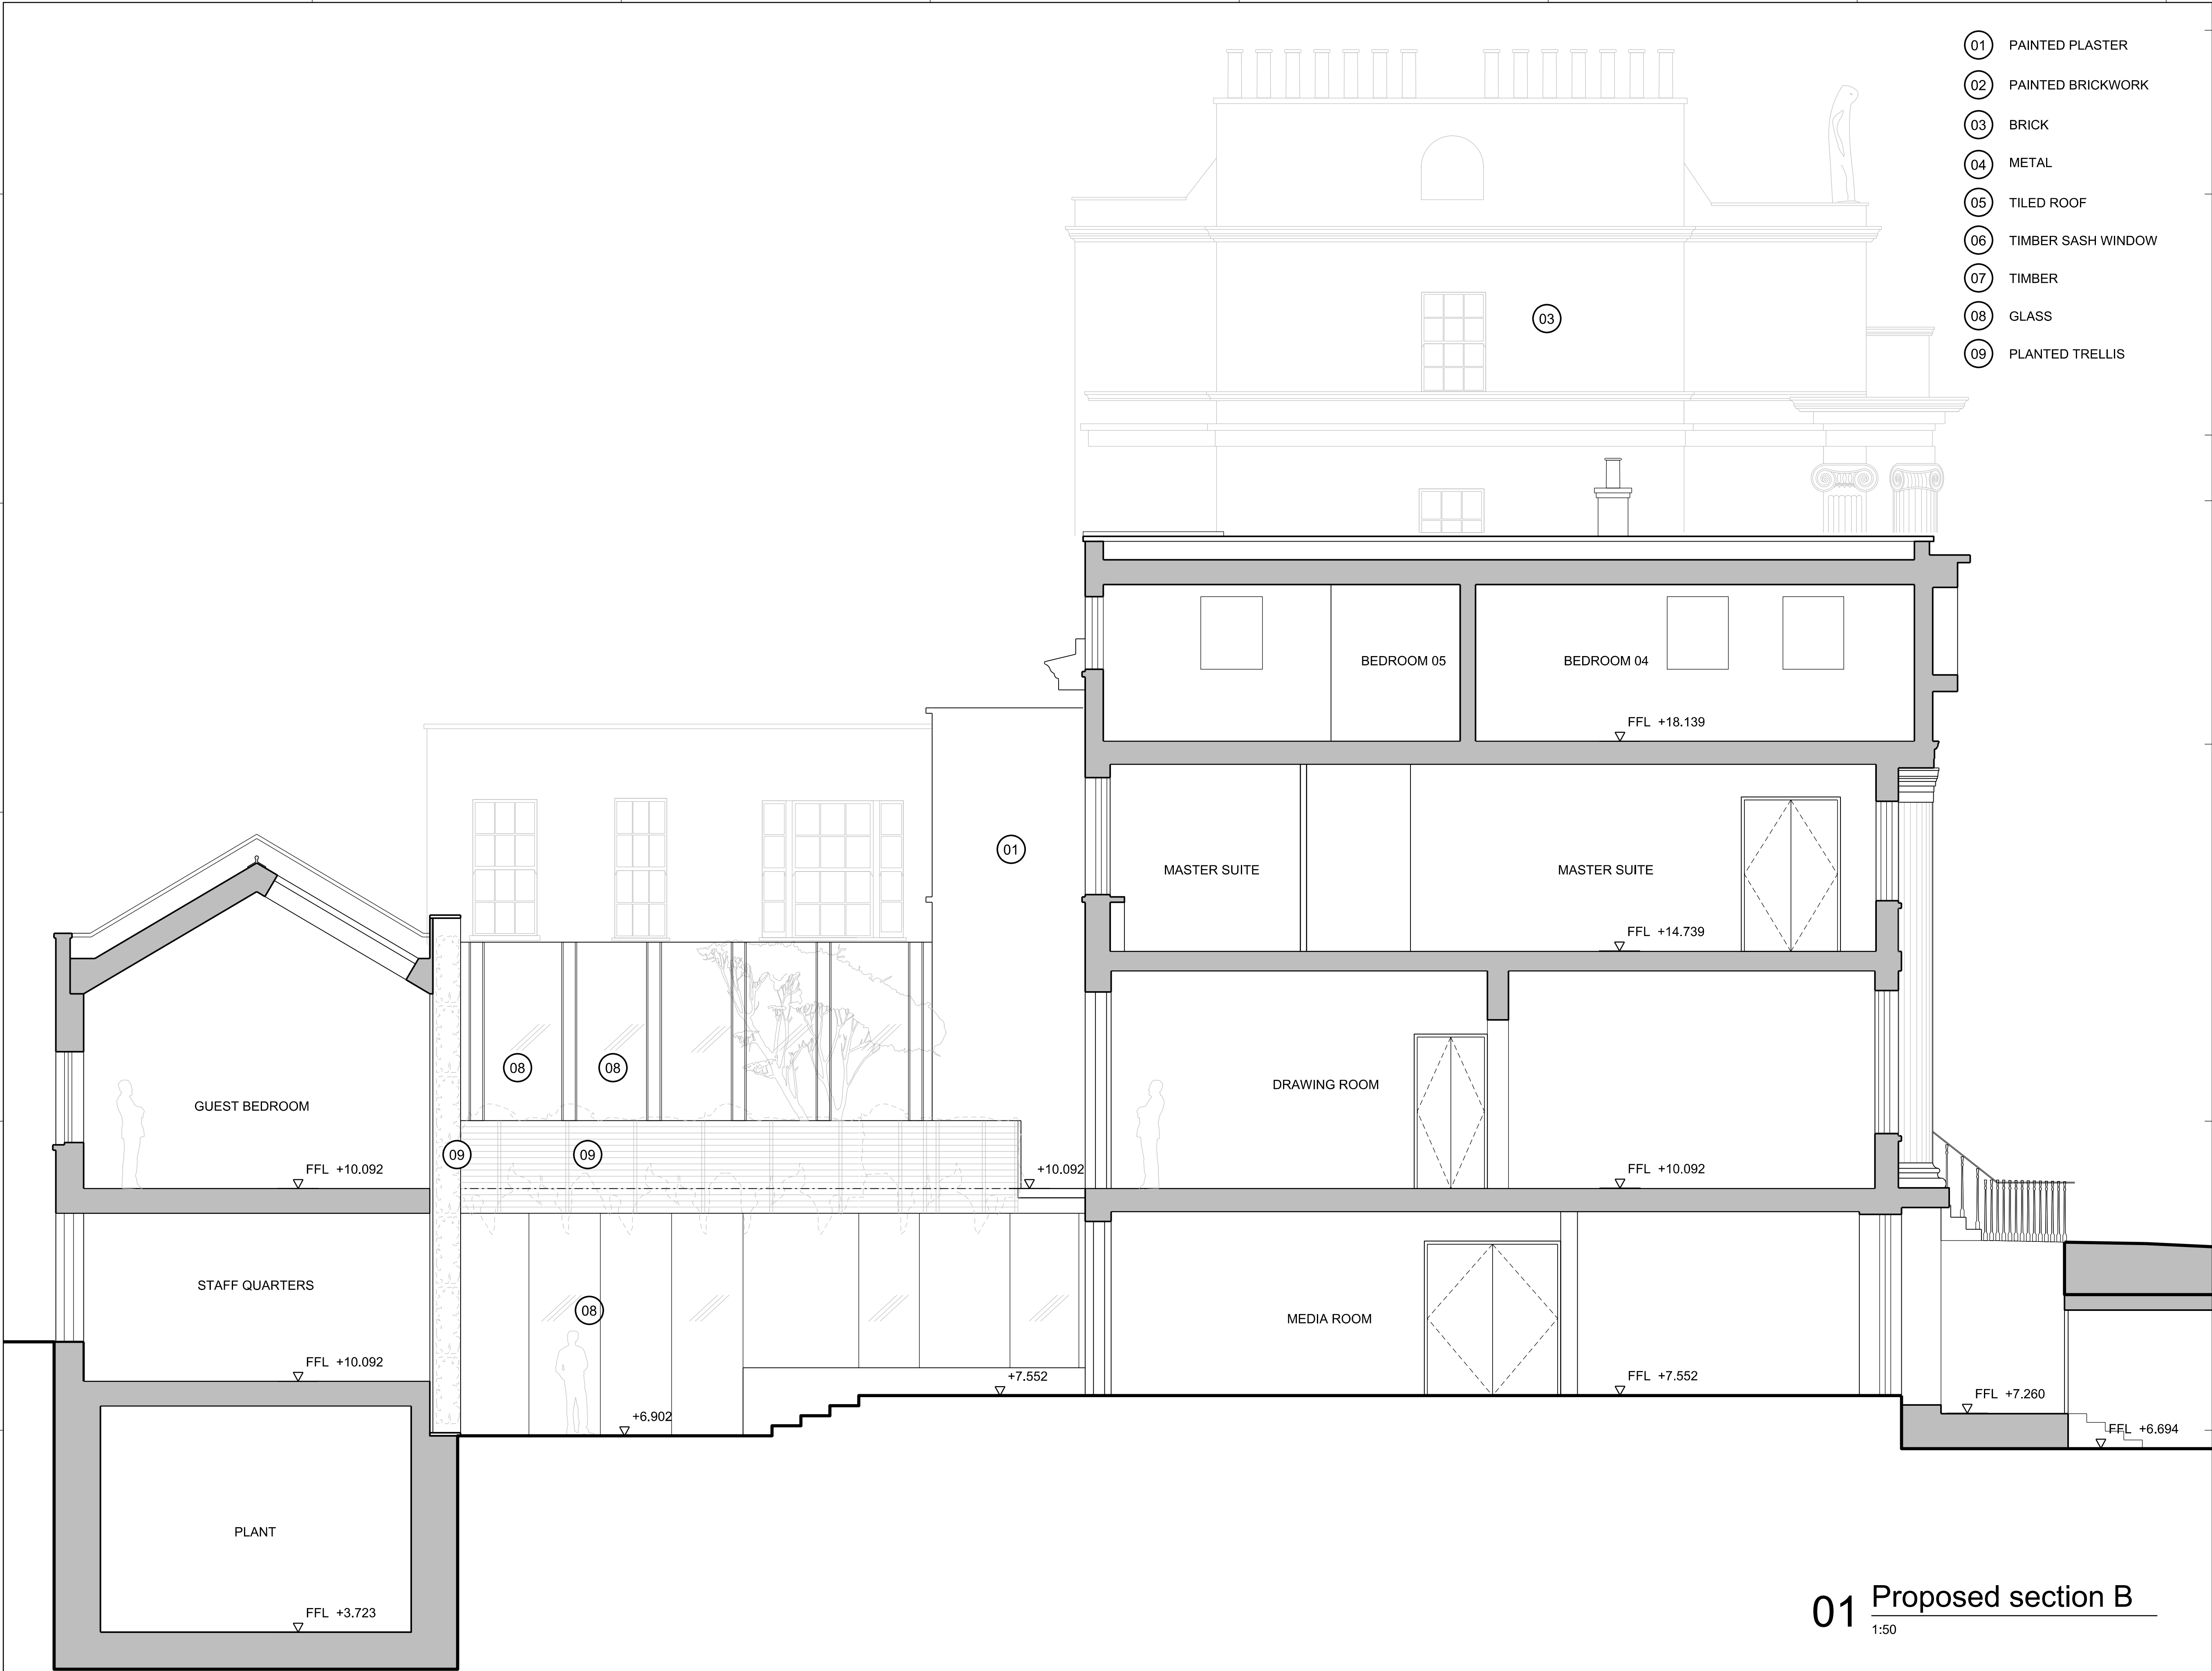 01 PAINTED PLASTER
02 PAINTED BRICKWORK
03 BRICK
04 METAL
05 TILED ROOF
06 TIMBER SASH WINDOW
07 TIMBER
08 GLASS
09 PLANTED TRELLIS
03
BEDROOM 05
BEDROOM 04
FFL +18.139
01
MASTER SUITE
MASTER SUITE
FFL +14.739
08
08
DRAWING ROOM
GUEST BEDROOM
09
09
FFL +10.092
+10.092
FFL +10.092
STAFF QUARTERS
08
MEDIA ROOM
FFL +10.092
+7.552
FFL +7.552
FFL +7.260
+6.902
FFL +6.694
PLANT
FFL +3.723
01 Proposed section B
1:50